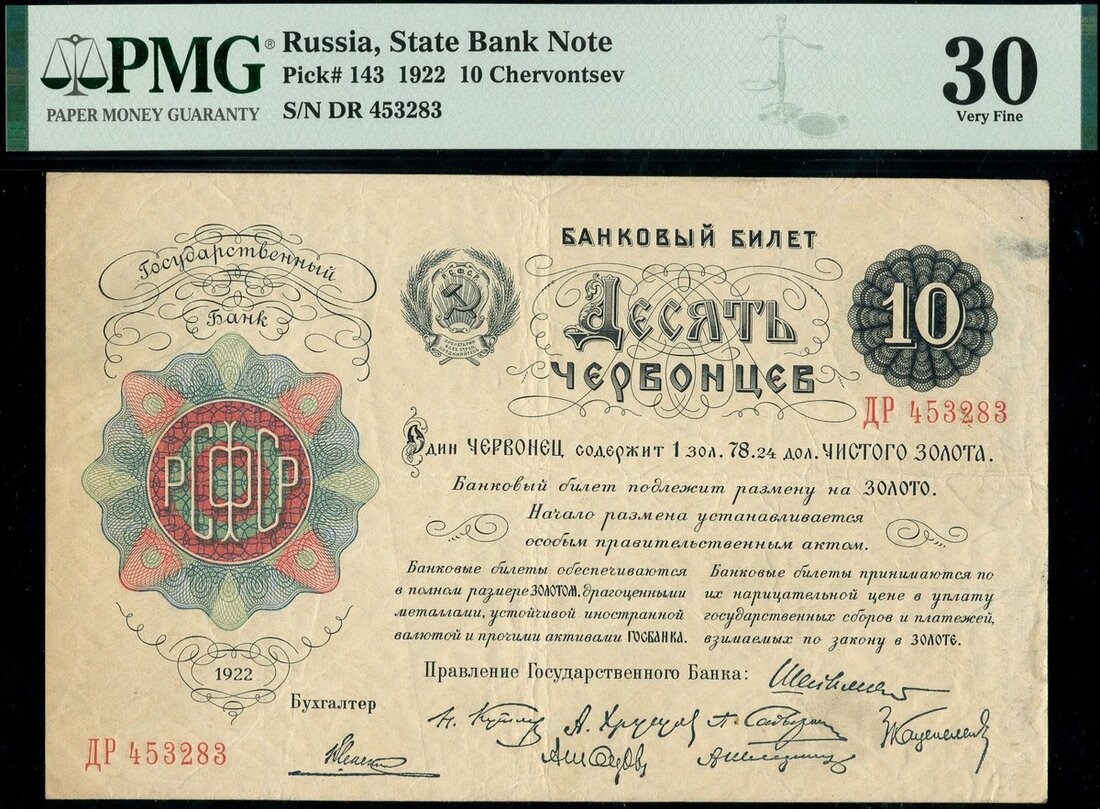 PMG®
PAPER MONEY GUARANTY
Russia, State Bank Note
Pick# 143 1922 10 Chervontsev
S/N DR 453283
30
Very Fine
Государственный
Банк
Р.С.Ф.С.Р.
ПРОЛЕТАРИИ
ВСЕХ СТРАН,
СОЕДИНЯЙТЕСЬ
БАНКОВЫЙ БИЛЕТ
Десять
ЧЕРВОНЦЕВ
10
ДР 453283
РСФСР
Один ЧЕРВОНЕЦ содержит 1 зол. 78.24 дол. ЧИСТОГО ЗОЛОТА.
Банковый билет подлежит размену на ЗОЛОТО.
Начало размена устанавливается
особым правительственным актом.
Банковые билеты обеспечиваются
в полном размере ЗОЛОТОМ, драгоценными
металлами, устойчивой иностранной
валютой и прочими активами ГОСБАНКА.
Банковые билеты принимаются по
их нарицательной цене в уплату
государственных сборов и платежей,
взимаемых по закону в ЗОЛОТЕ.
1922
Правление Государственного Банка:
Бухгалтер
ДР 453283